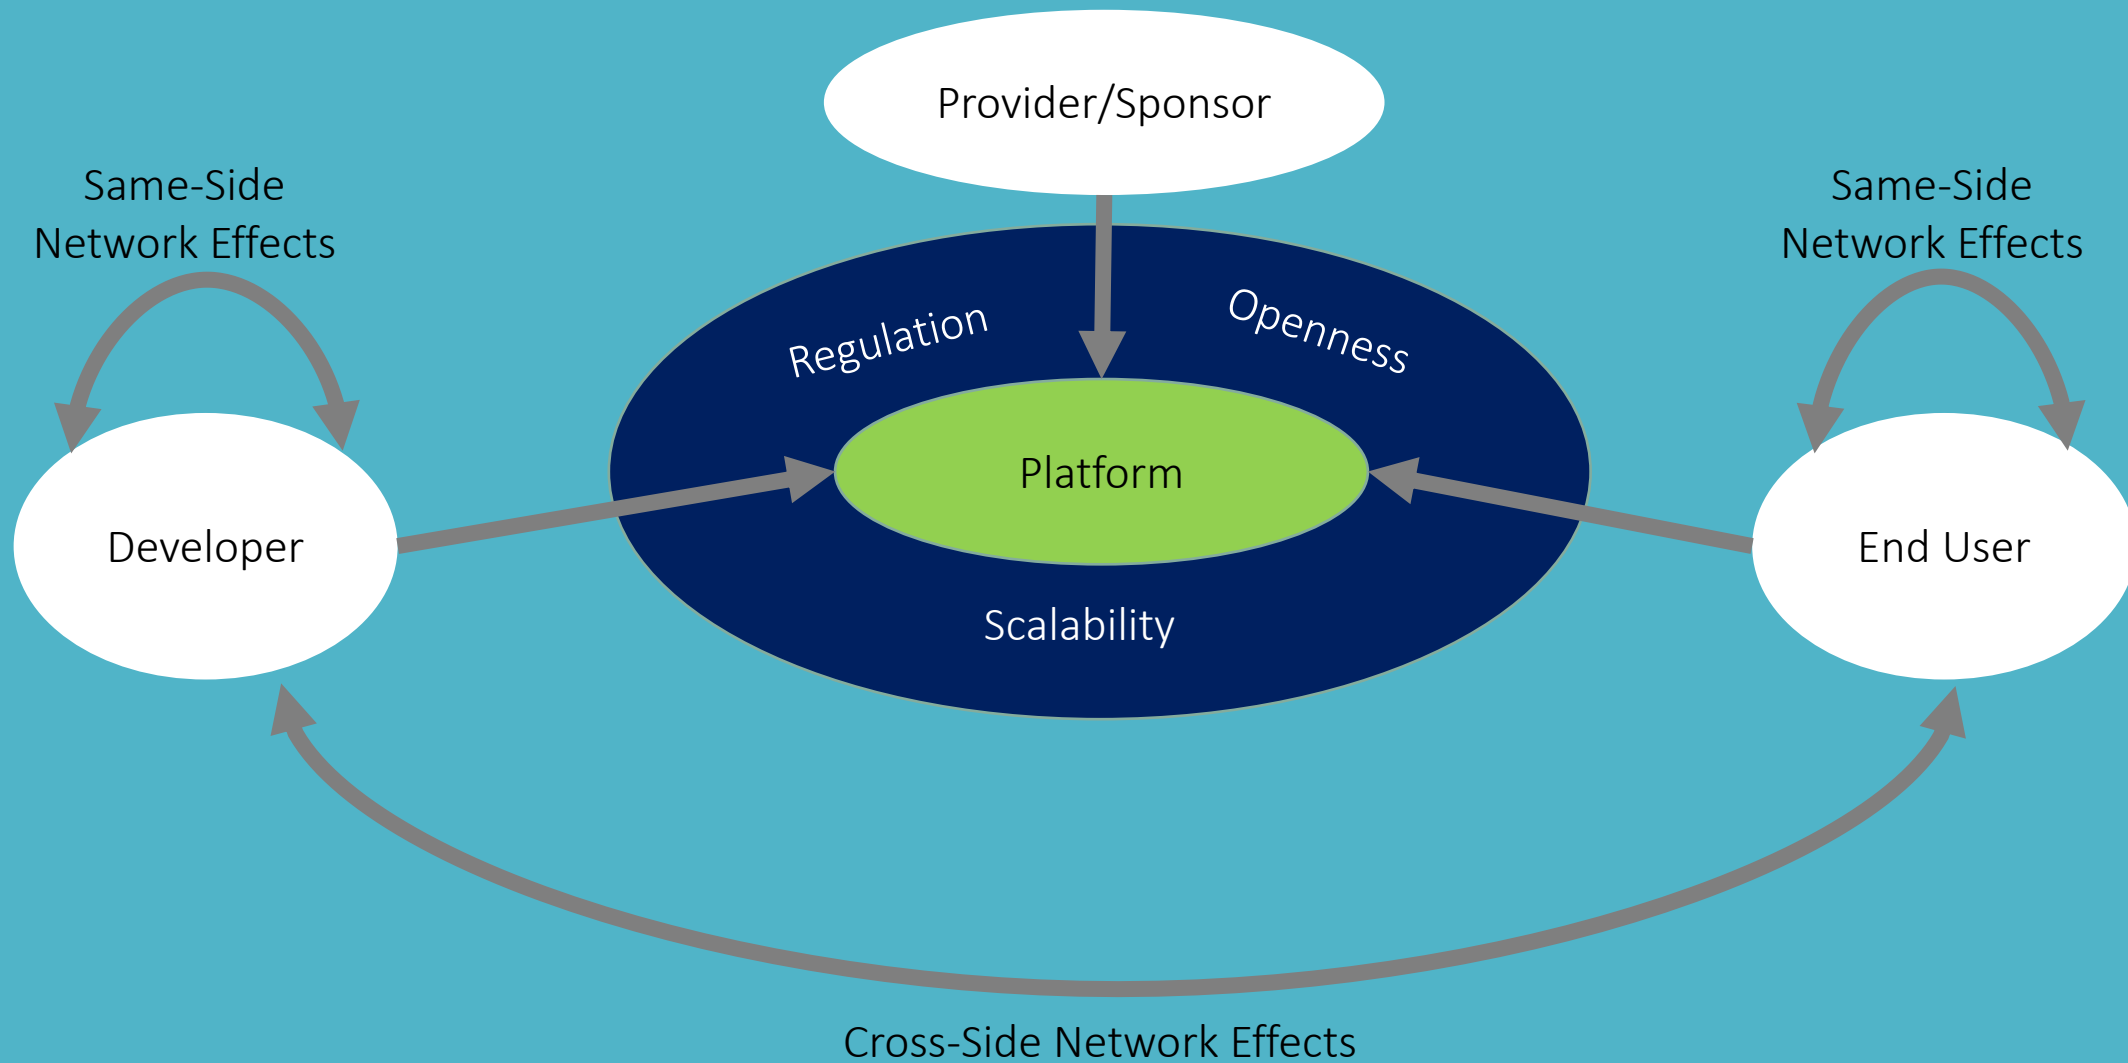 Provider/Sponsor
Same-Side
Network Effects
Same-Side
Network Effects
Regulation
Openness
Platform
Developer
End User
Scalability
Cross-Side Network Effects